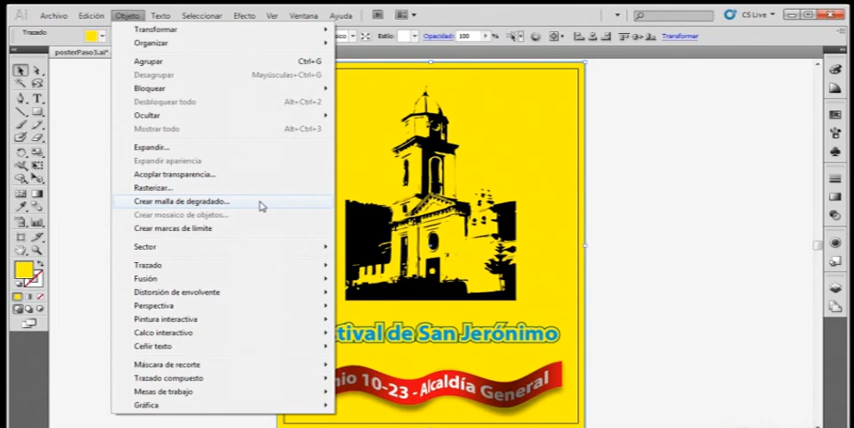 Ai Archivo Edición Objeto Texto Seleccionar Efecto Ver Ventana Ayuda CS Live
Trazado Opacidad: 100 % Transformar
Estilo:
posterPaso3.ai*
Transformar
Organizar
Agrupar Ctrl+G
Desagrupar Mayúsculas+Ctrl+G
Bloquear
Desbloquear todo Alt+Ctrl+2
Ocultar
Mostrar todo Alt+Ctrl+3
Expandir...
Expandir apariencia
Acoplar transparencia...
Rasterizar...
Crear malla de degradado...
Crear mosaico de objetos...
Crear marcas de límite
Sector
Trazado
Fusión
Distorsión de envolvente
Perspectiva
Pintura interactiva
Calco interactivo
Ceñir texto
Máscara de recorte
Trazado compuesto
Mesas de trabajo
Gráfica
tival de San Jerónimo
nio 10-23 - Alcaldía General